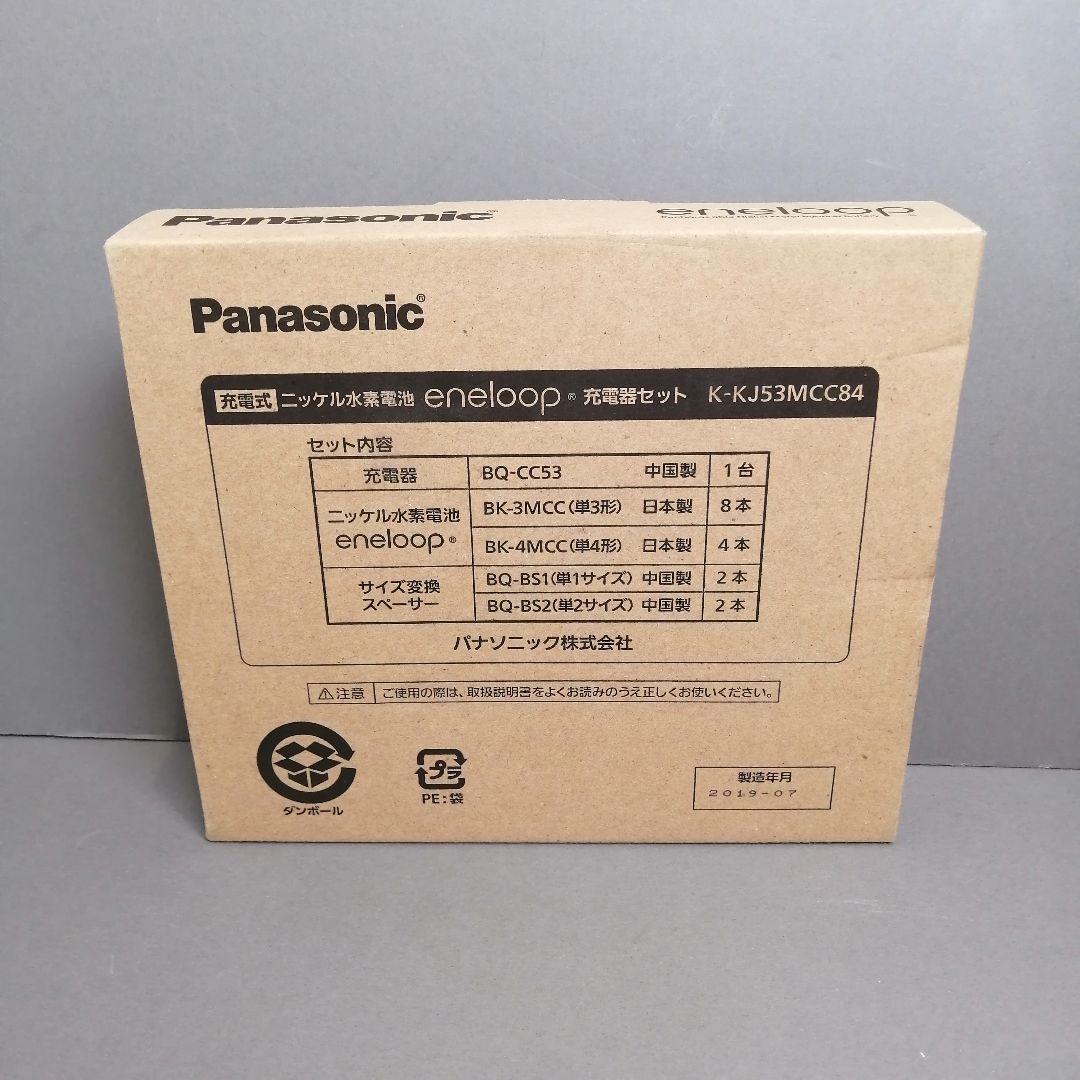 Panasonic® eneloop
Panasonic®
充電式 ニッケル水素電池 eneloop® 充電器セット K-KJ53MCC84
セット内容
充電器 BQ-CC53 中国製 1台
ニッケル水素電池 eneloop® BK-3MCC(単3形) 日本製 8本
BK-4MCC(単4形) 日本製 4本
サイズ変換スペーサー BQ-BS1(単1サイズ) 中国製 2本
BQ-BS2(単2サイズ) 中国製 2本
パナソニック株式会社
⚠注意 ご使用の際は、取扱説明書をよくお読みのうえ正しくお使いください。
ダンボール
プラ
PE:袋
製造年月
2019-07